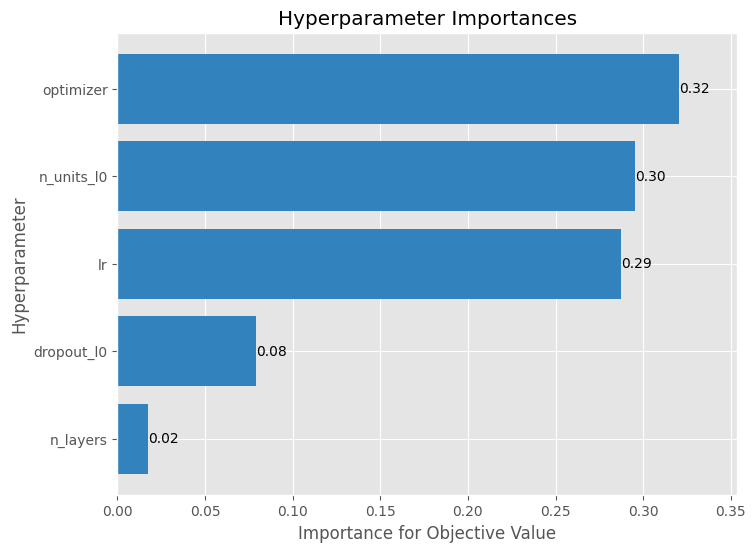 Hyperparameter Importances
Hyperparameter
optimizer
0.32
n_units_l0
0.30
lr
0.29
dropout_l0
0.08
n_layers
0.02
0.00 0.05 0.10 0.15 0.20 0.25 0.30 0.35
Importance for Objective Value